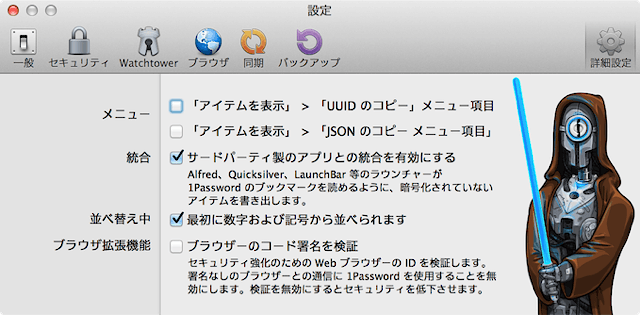 設定
一般 セキュリティ Watchtower ブラウザ 同期 バックアップ 詳細設定
メニュー 「アイテムを表示」 > 「UUID のコピー」メニュー項目
「アイテムを表示」 > 「JSON のコピー メニュー項目」
統合 サードパーティ製のアプリとの統合を有効にする
Alfred、Quicksilver、LaunchBar 等のラウンチャーが
1Password のブックマークを読めるように、暗号化されていない
アイテムを書き出します。
並べ替え中 最初に数字および記号から並べられます
ブラウザ拡張機能 ブラウザーのコード署名を検証
セキュリティ強化のための Web ブラウザーの ID を検証します。
署名なしのブラウザーとの通信に 1Password を使用することを無
効にします。検証を無効にするとセキュリティを低下させます。